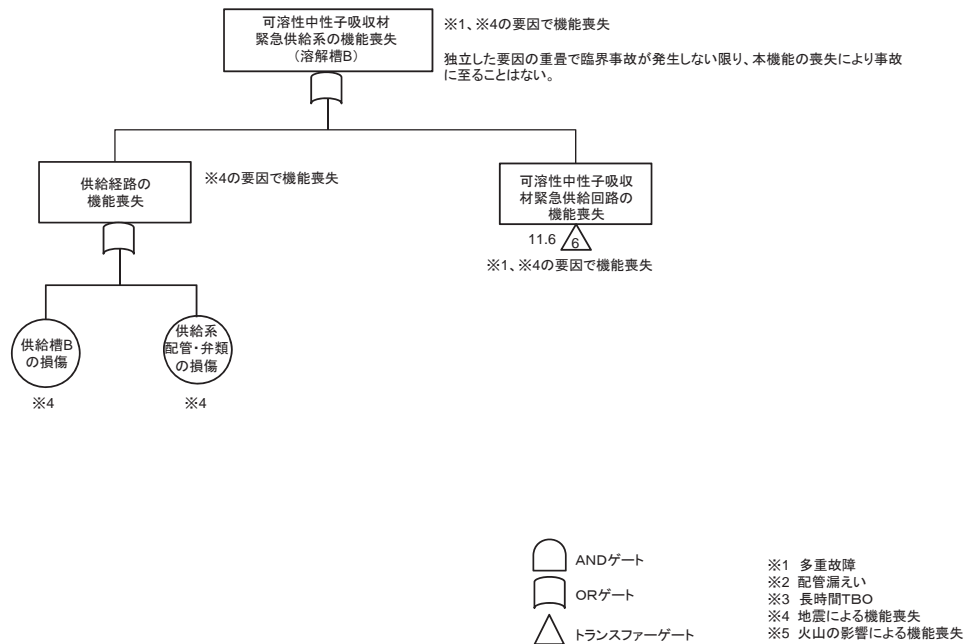 可溶性中性子吸収材
緊急供給系の機能喪失
（溶解槽B）
※1、※4の要因で機能喪失
独立した要因の重畳で臨界事故が発生しない限り、本機能の喪失により事故
に至ることはない。
供給経路の
機能喪失
※4の要因で機能喪失
可溶性中性子吸収
材緊急供給回路の
機能喪失
11.6
6
※1、※4の要因で機能喪失
供給槽B
の損傷
※4
供給系
配管・弁類
の損傷
※4
ANDゲート
ORゲート
トランスファーゲート
※1 多重故障
※2 配管漏えい
※3 長時間TBO
※4 地震による機能喪失
※5 火山の影響による機能喪失